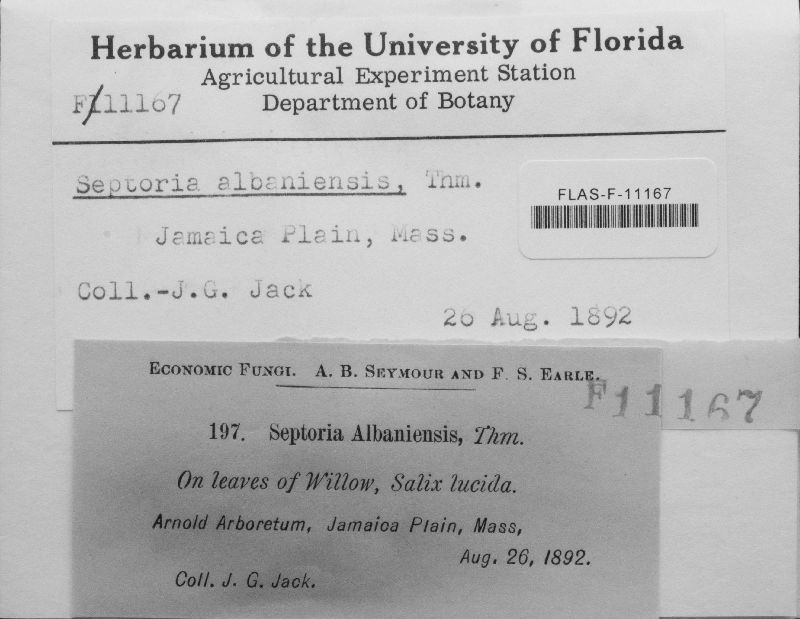 Herbarium of the University of Florida
Agricultural Experiment Station
F11167
Department of Botany
Septoria albaniensis, Thm.
FLAS-F-11167
Jamaica Plain, Mass.
Coll.-J.G. Jack
26 Aug. 1892
ECONOMIC FUNGI. A. B. SEYMOUR AND F. S. EARLE.
F11167
197. Septoria Albaniensis, Thm.
On leaves of Willow, Salix lucida.
Arnold Arboretum, Jamaica Plain, Mass,
Aug. 26, 1892.
Coll. J. G. Jack.